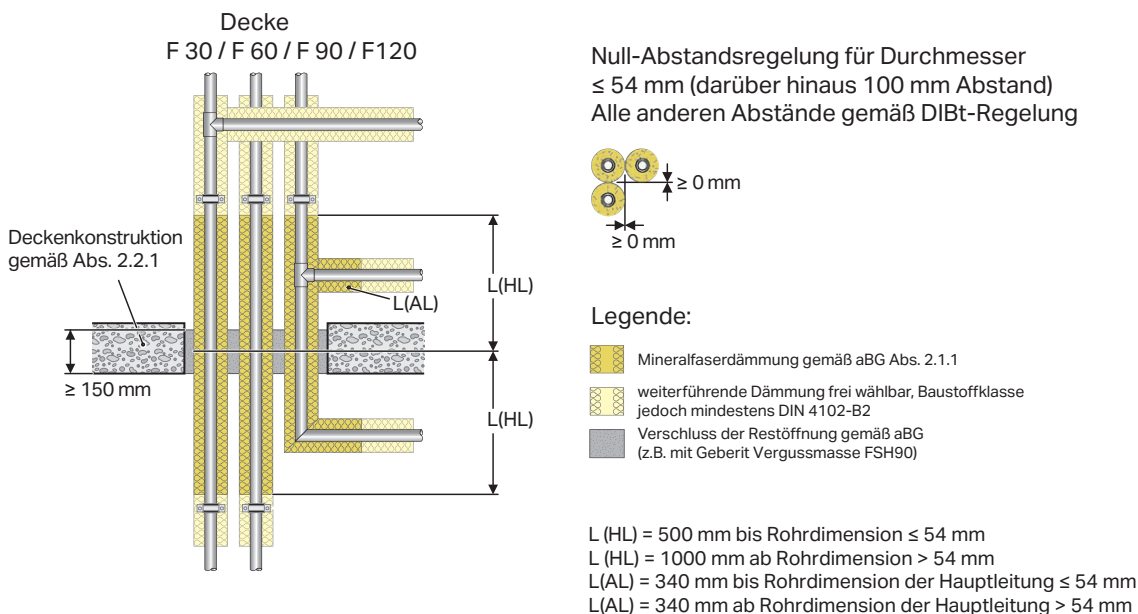 Decke
F 30 / F 60 / F 90 / F120
Deckenkonstruktion
gemäß Abs. 2.2.1
≥ 150 mm
L(AL)
L(HL)
L(HL)
Null-Abstandsregelung für Durchmesser
≤ 54 mm (darüber hinaus 100 mm Abstand)
Alle anderen Abstände gemäß DIBt-Regelung
≥ 0 mm
≥ 0 mm
Legende:
Mineralfaserdämmung gemäß aBG Abs. 2.1.1
weiterführende Dämmung frei wählbar, Baustoffklasse
jedoch mindestens DIN 4102-B2
Verschluss der Restöffnung gemäß aBG
(z.B. mit Geberit Vergussmasse FSH90)
L (HL) = 500 mm bis Rohrdimension ≤ 54 mm
L (HL) = 1000 mm ab Rohrdimension > 54 mm
L(AL) = 340 mm bis Rohrdimension der Hauptleitung ≤ 54 mm
L(AL) = 340 mm ab Rohrdimension der Hauptleitung > 54 mm